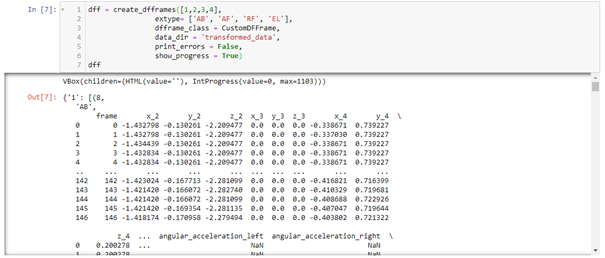 In [7]:
1 dff = create_dfframes([1,2,3,4],
2 extype= ['AB', 'AF', 'RF', 'EL'],
3 dfframe_class = CustomDFFrame,
4 data_dir = 'transformed_data',
5 print_errors = False,
6 show_progress = True)
7 dff
VBox(children=(HTML(value=''), IntProgress(value=0, max=1103)))
Out[7]: {'1': [(8,
'AB',
frame x_2 y_2 z_2 x_3 y_3 z_3 x_4 y_4 \
0 0 -1.432798 -0.130261 -2.209477 0.0 0.0 0.0 -0.338671 0.739227
1 1 -1.432798 -0.130261 -2.209477 0.0 0.0 0.0 -0.337030 0.739227
2 2 -1.434439 -0.130261 -2.209477 0.0 0.0 0.0 -0.338671 0.739227
3 3 -1.432834 -0.130261 -2.209477 0.0 0.0 0.0 -0.338671 0.739227
4 4 -1.432834 -0.130261 -2.209477 0.0 0.0 0.0 -0.338671 0.739227
.. ... ... ... ... ... ... ... ... ...
142 142 -1.423024 -0.167713 -2.281099 0.0 0.0 0.0 -0.416821 0.716399
143 143 -1.421420 -0.166072 -2.282740 0.0 0.0 0.0 -0.410329 0.719681
144 144 -1.421420 -0.166072 -2.281099 0.0 0.0 0.0 -0.408688 0.722926
145 145 -1.421420 -0.169354 -2.281135 0.0 0.0 0.0 -0.407047 0.719644
146 146 -1.418174 -0.170958 -2.279494 0.0 0.0 0.0 -0.403802 0.721322
z_4 ... angular_acceleration_left angular_acceleration_right \
0 0.200278 ... NaN NaN
1 0.200278 ... NaN NaN